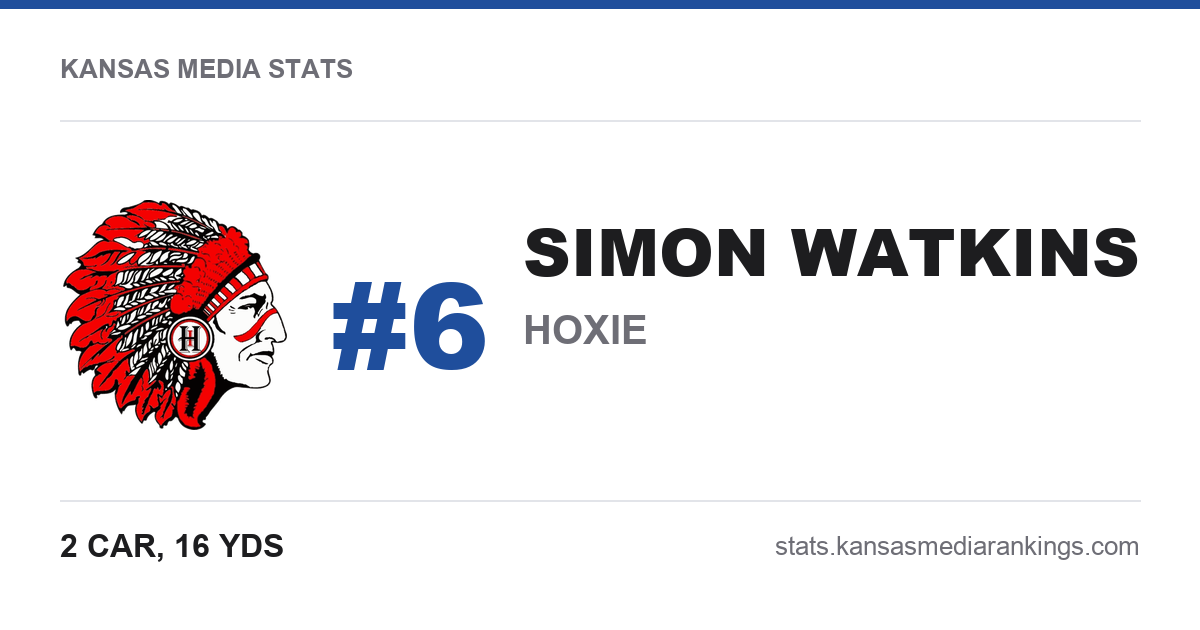 KANSAS MEDIA STATS
H
#6
SIMON WATKINS
HOXIE
2 CAR, 16 YDS
stats.kansasmediarankings.com